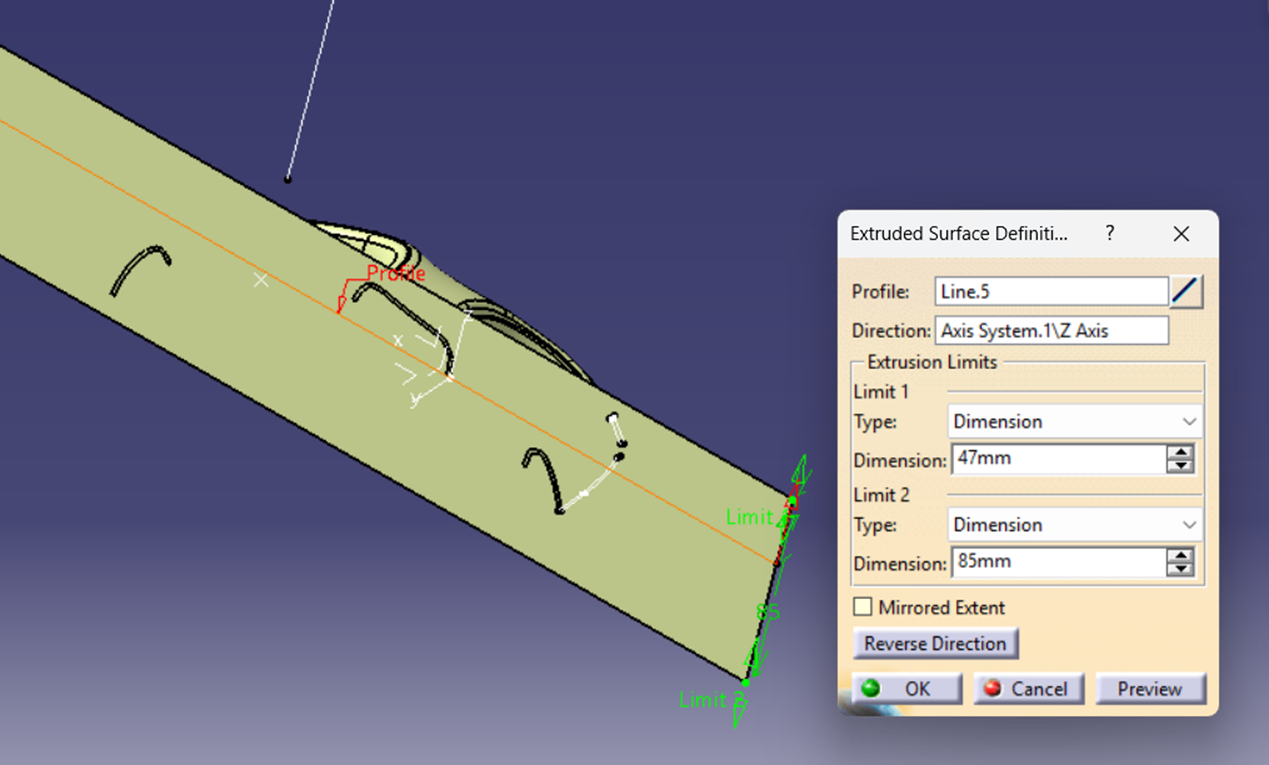 Profile
z
x
y
Limit
85
Limit 2
Extruded Surface Definiti...
?
Profile:
Line.5
Direction:
Axis System.1\Z Axis
Extrusion Limits
Limit 1
Type:
Dimension
Dimension:
47mm
Limit 2
Type:
Dimension
Dimension:
85mm
Mirrored Extent
Reverse Direction
OK
Cancel
Preview